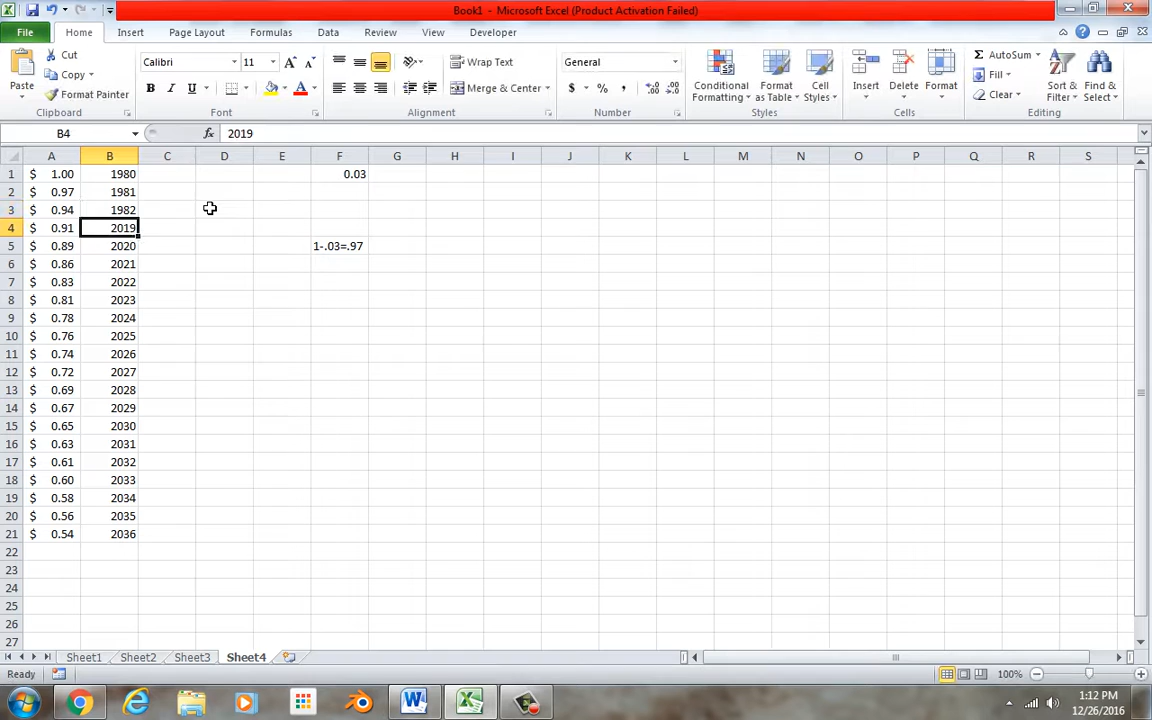 Book1 - Microsoft Excel (Product Activation Failed)
File Home Insert Page Layout Formulas Data Review View Developer
Paste Cut Copy Format Painter Clipboard
Calibri 11 A A B I U A Font
Wrap Text Merge & Center Alignment
General $ % , .0 .00 .00 .0 Number
Conditional Formatting Format as Table Cell Styles Styles
Insert Delete Format Cells
Σ AutoSum Fill Clear Sort & Filter Find & Select Editing
B4 fx 2019
A B C D E F G H I J K L M N O P Q R S
1 $ 1.00 1980 0.03
2 $ 0.97 1981
3 $ 0.94 1982
4 $ 0.91 2019
5 $ 0.89 2020 1-.03=.97
6 $ 0.86 2021
7 $ 0.83 2022
8 $ 0.81 2023
9 $ 0.78 2024
10 $ 0.76 2025
11 $ 0.74 2026
12 $ 0.72 2027
13 $ 0.69 2028
14 $ 0.67 2029
15 $ 0.65 2030
16 $ 0.63 2031
17 $ 0.61 2032
18 $ 0.60 2033
19 $ 0.58 2034
20 $ 0.56 2035
21 $ 0.54 2036
22
23
24
25
26
27
Sheet1 Sheet2 Sheet3 Sheet4
Ready 100%
1:12 PM
12/26/2016